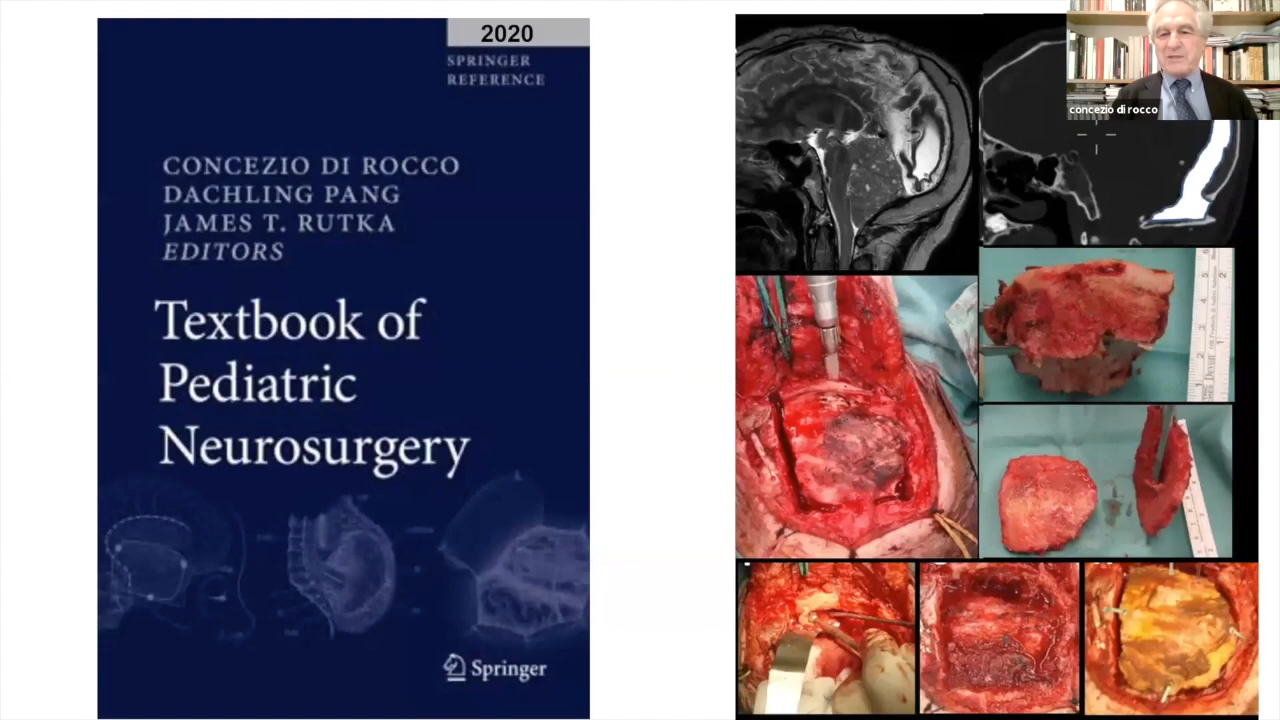 2020
SPRINGER
REFERENCE
CONCEZIO DI ROCCO
DACHLING PANG
JAMES T. RUTKA
EDITORS
Textbook of
Pediatric
Neurosurgery
Springer
concezio di rocco